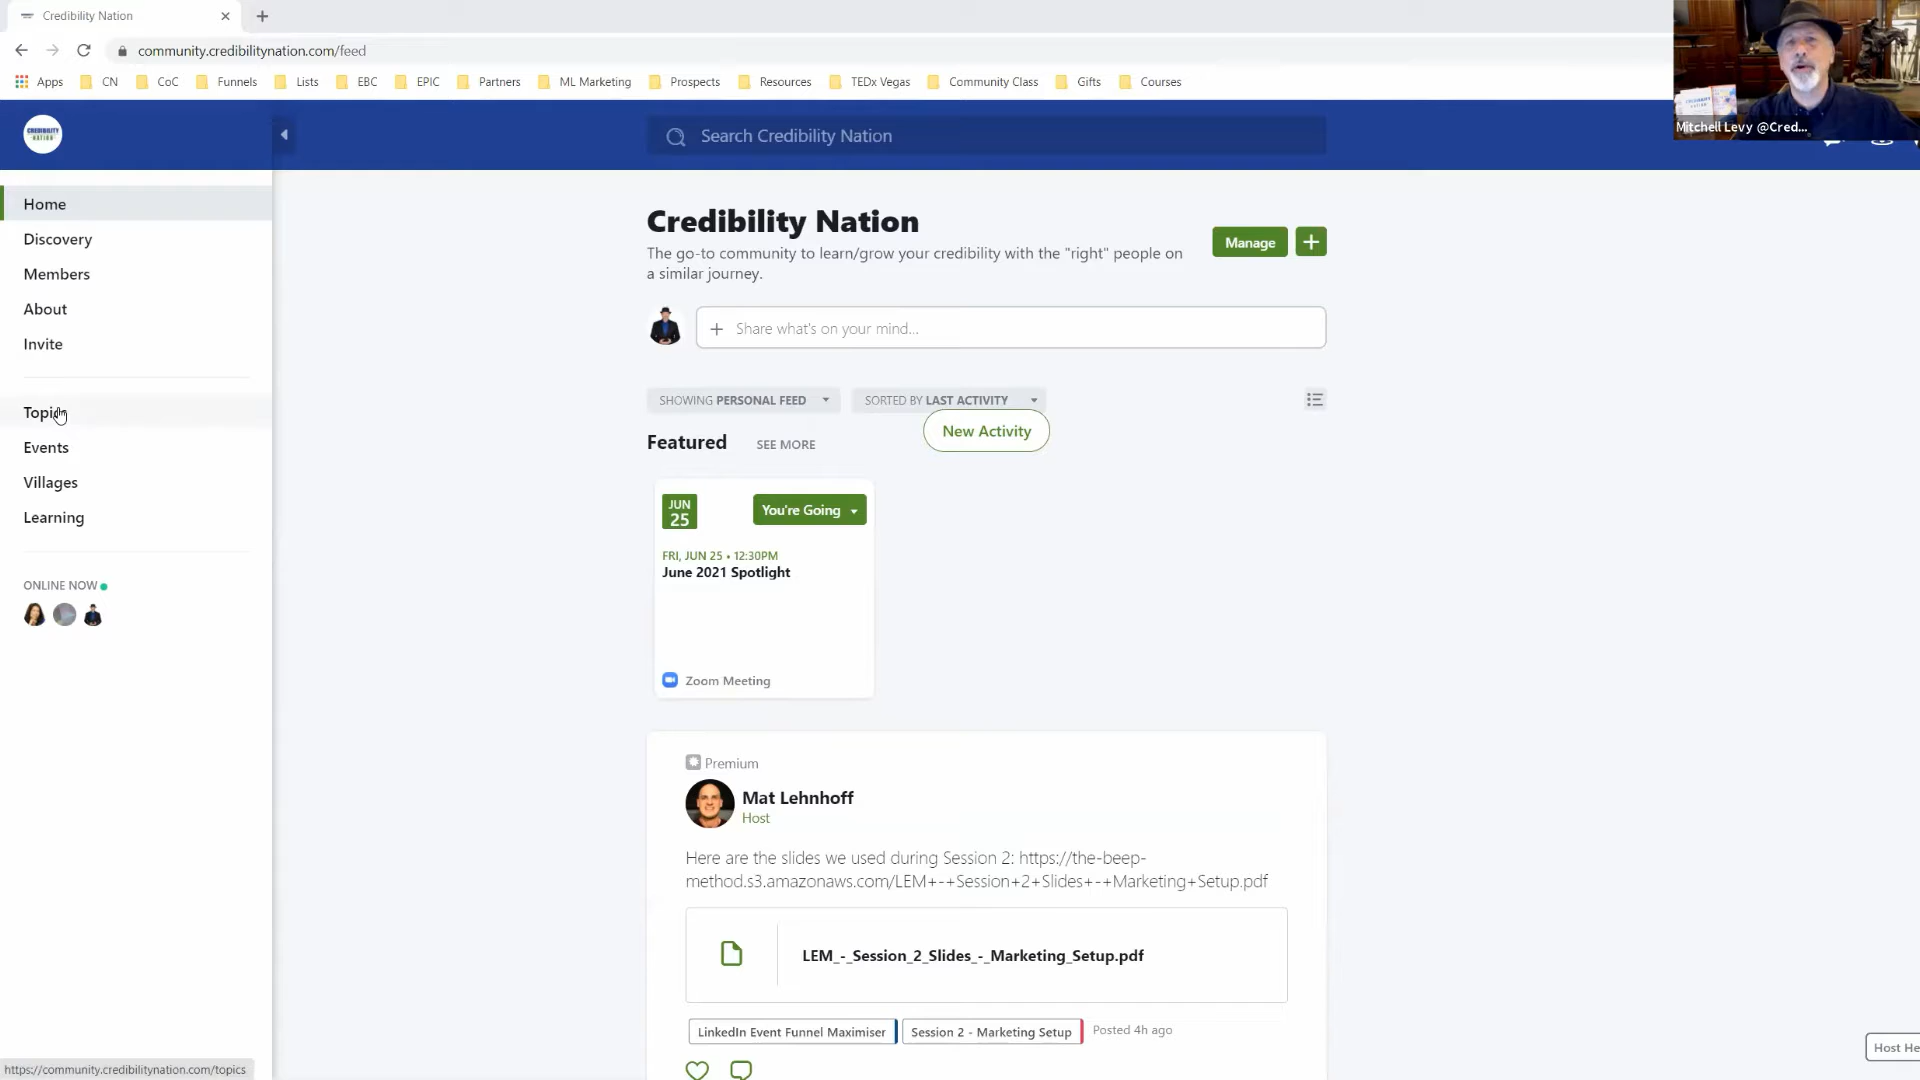 Credibility Nation
community.credibilitynation.com/feed
Apps CN CoC Funnels Lists EBC EPIC Partners ML Marketing Prospects Resources TEDx Vegas Community Class Gifts Courses
Mitchell Levy @Cred...
CREDIBILITY
NATION
Search Credibility Nation
Home
Discovery
Members
About
Invite
Topics
Events
Villages
Learning
ONLINE NOW
Credibility Nation
The go-to community to learn/grow your credibility with the "right" people on
a similar journey.
Manage
Share what's on your mind...
SHOWING PERSONAL FEED
SORTED BY LAST ACTIVITY
New Activity
Featured
SEE MORE
JUN
25
You're Going
FRI, JUN 25 • 12:30PM
June 2021 Spotlight
Zoom Meeting
Premium
Mat Lehnhoff
Host
Here are the slides we used during Session 2: https://the-beep-
method.s3.amazonaws.com/LEM+-+Session+2+Slides+-+Marketing+Setup.pdf
LEM_-_Session_2_Slides_-_Marketing_Setup.pdf
LinkedIn Event Funnel Maximiser
Session 2 - Marketing Setup
Posted 4h ago
Host He
https://community.credibilitynation.com/topics